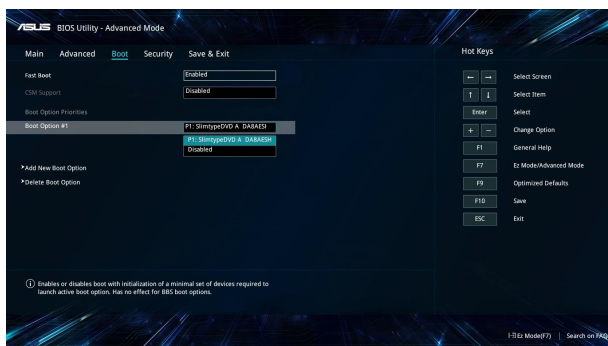 ASUS BIOS Utility - Advanced Mode
Main Advanced Boot Security Save & Exit
Hot Keys
Fast Boot Enabled
CSM Support Disabled
Boot Option Priorities
Boot Option #1 P1: SlimtypeDVD A DA8AESI
P1: SlimtypeDVD A DA8AESH
Disabled
Add New Boot Option
Delete Boot Option
← → Select Screen
↑ ↓ Select Item
Enter Select
+ − Change Option
F1 General Help
F7 Ez Mode/Advanced Mode
F9 Optimized Defaults
F10 Save
ESC Exit
Enables or disables boot with initialization of a minimal set of devices required to
launch active boot option. Has no effect for BBS boot options.
Ez Mode(F7) | Search on FAQ